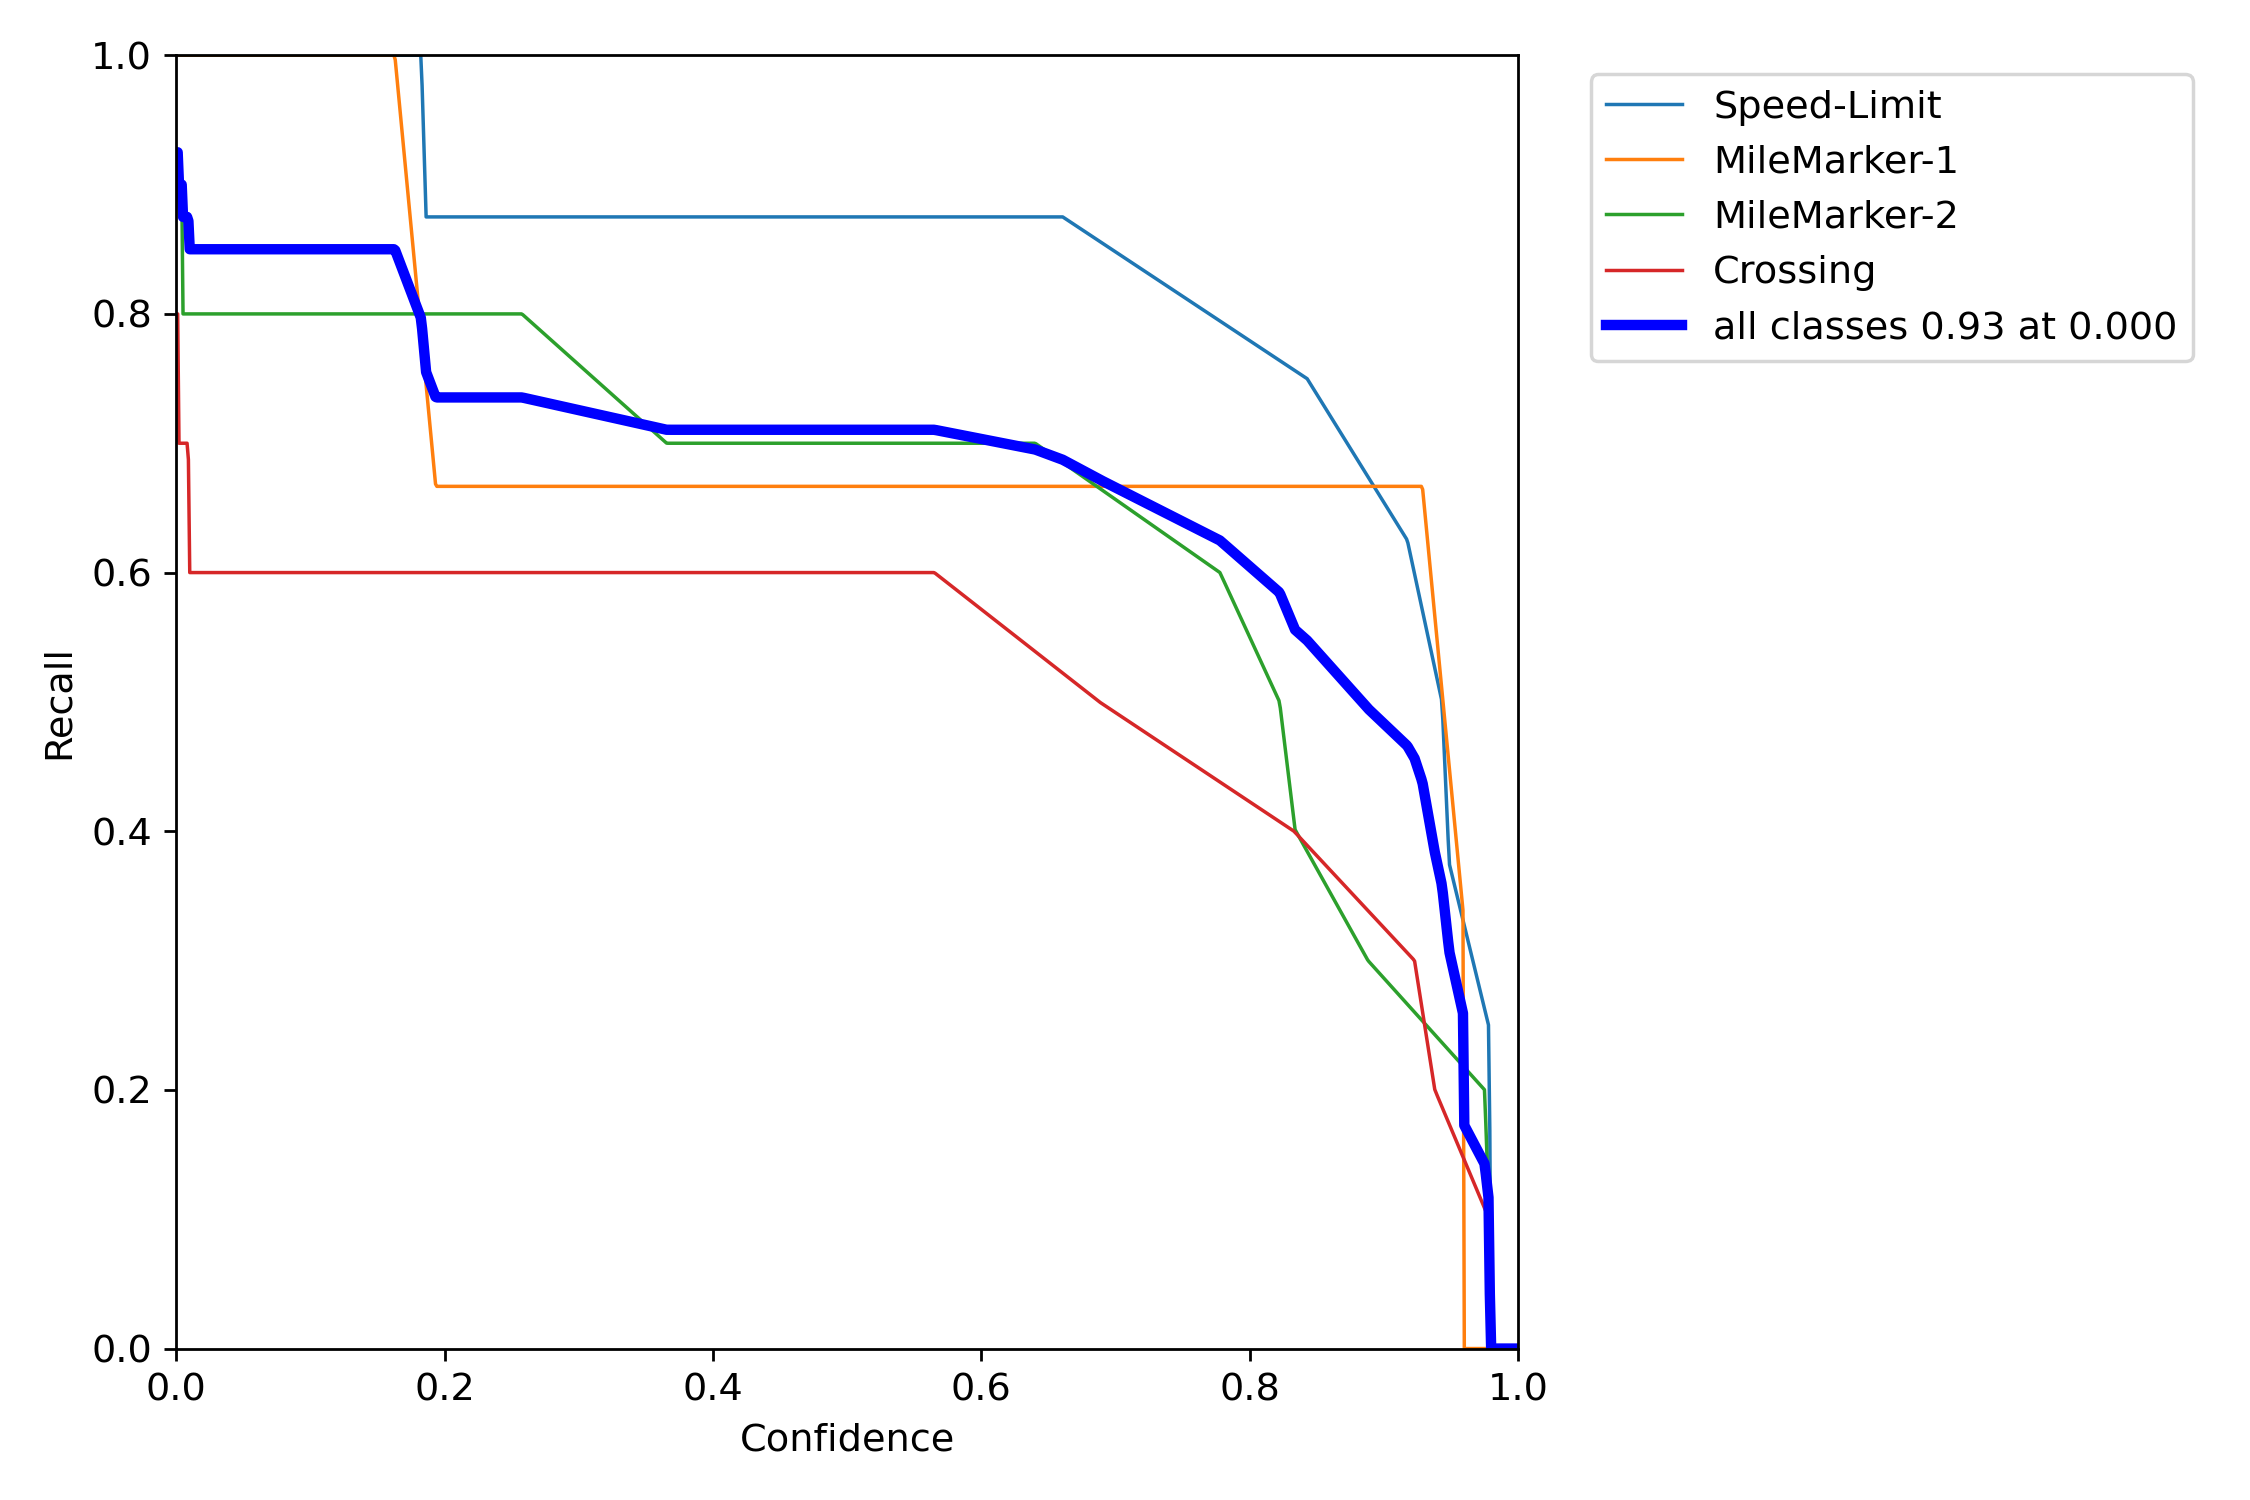 1.0
0.8
0.6
0.4
0.2
0.0
Recall
0.0 0.2 0.4 0.6 0.8 1.0
Confidence
Speed-Limit
MileMarker-1
MileMarker-2
Crossing
all classes 0.93 at 0.000